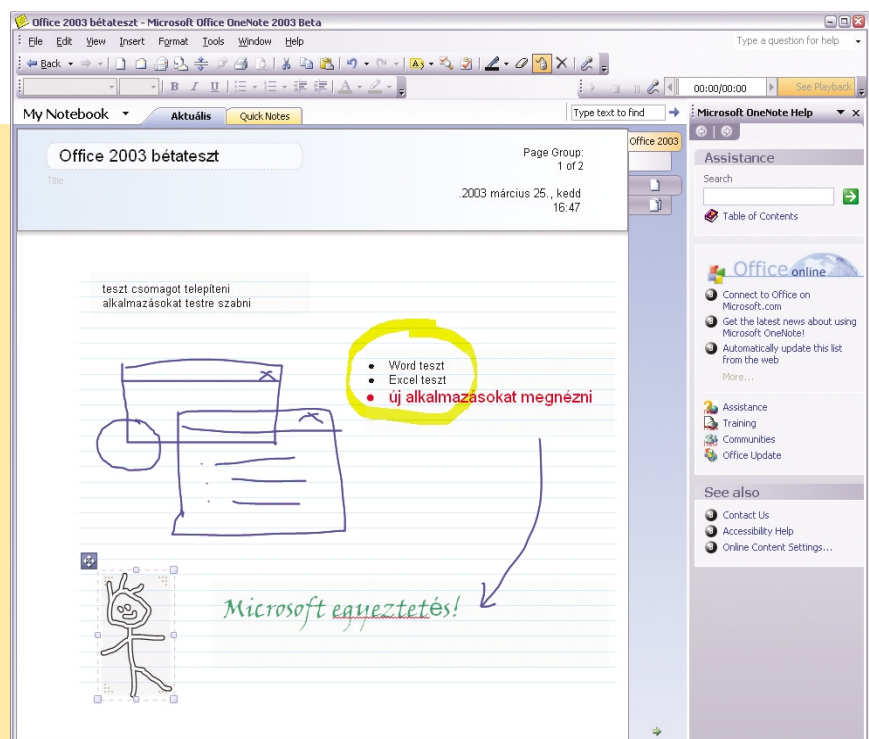 Office 2003 bétateszt - Microsoft Office OneNote 2003 Beta
File Edit View Insert Format Tools Window Help
Type a question for help
Back
00:00/00:00 See Playback
My Notebook Aktuális Quick Notes
Type text to find
Microsoft OneNote Help
Office 2003 bétateszt
Title
Page Group:
1 of 2
.2003 március 25., kedd
16:47
Office 2003
Assistance
Search
Table of Contents
Office online
Connect to Office on
Microsoft.com
Get the latest news about using
Microsoft OneNote!
Automatically update this list
from the web
More...
Assistance
Training
Communities
Office Update
See also
Contact Us
Accessibility Help
Online Content Settings...
teszt csomagot telepíteni
alkalmazásokat testre szabni
• Word teszt
• Excel teszt
• új alkalmazásokat megnézni
Microsoft egyeztetés!